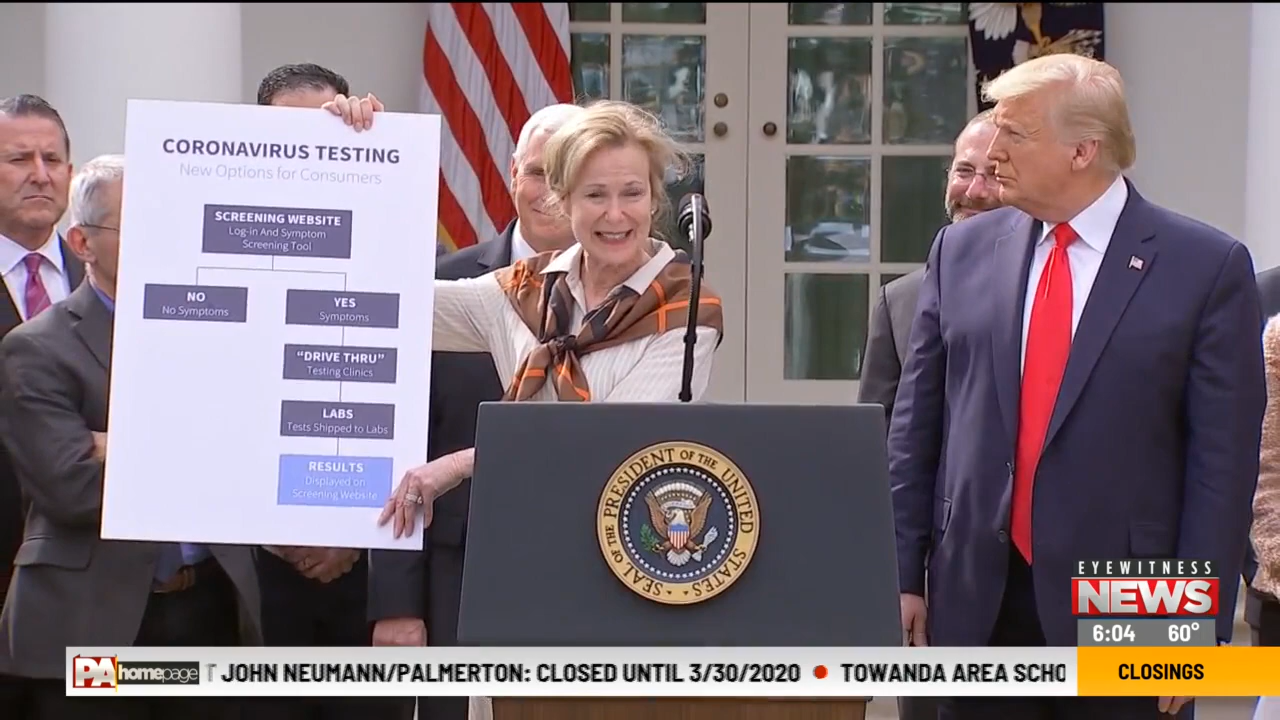 CORONAVIRUS TESTING
New Options for Consumers
SCREENING WEBSITE
Log-in And Symptom
Screening Tool
NO
No Symptoms
YES
Symptoms
"DRIVE THRU"
Testing Clinics
LABS
Tests Shipped to Labs
RESULTS
Displayed on
Screening Website
SEAL OF THE PRESIDENT OF THE UNITED STATES
EYEWITNESS
NEWS
6:04 60°
PA homepage
T JOHN NEUMANN/PALMERTON: CLOSED UNTIL 3/30/2020 • TOWANDA AREA SCHO
CLOSINGS